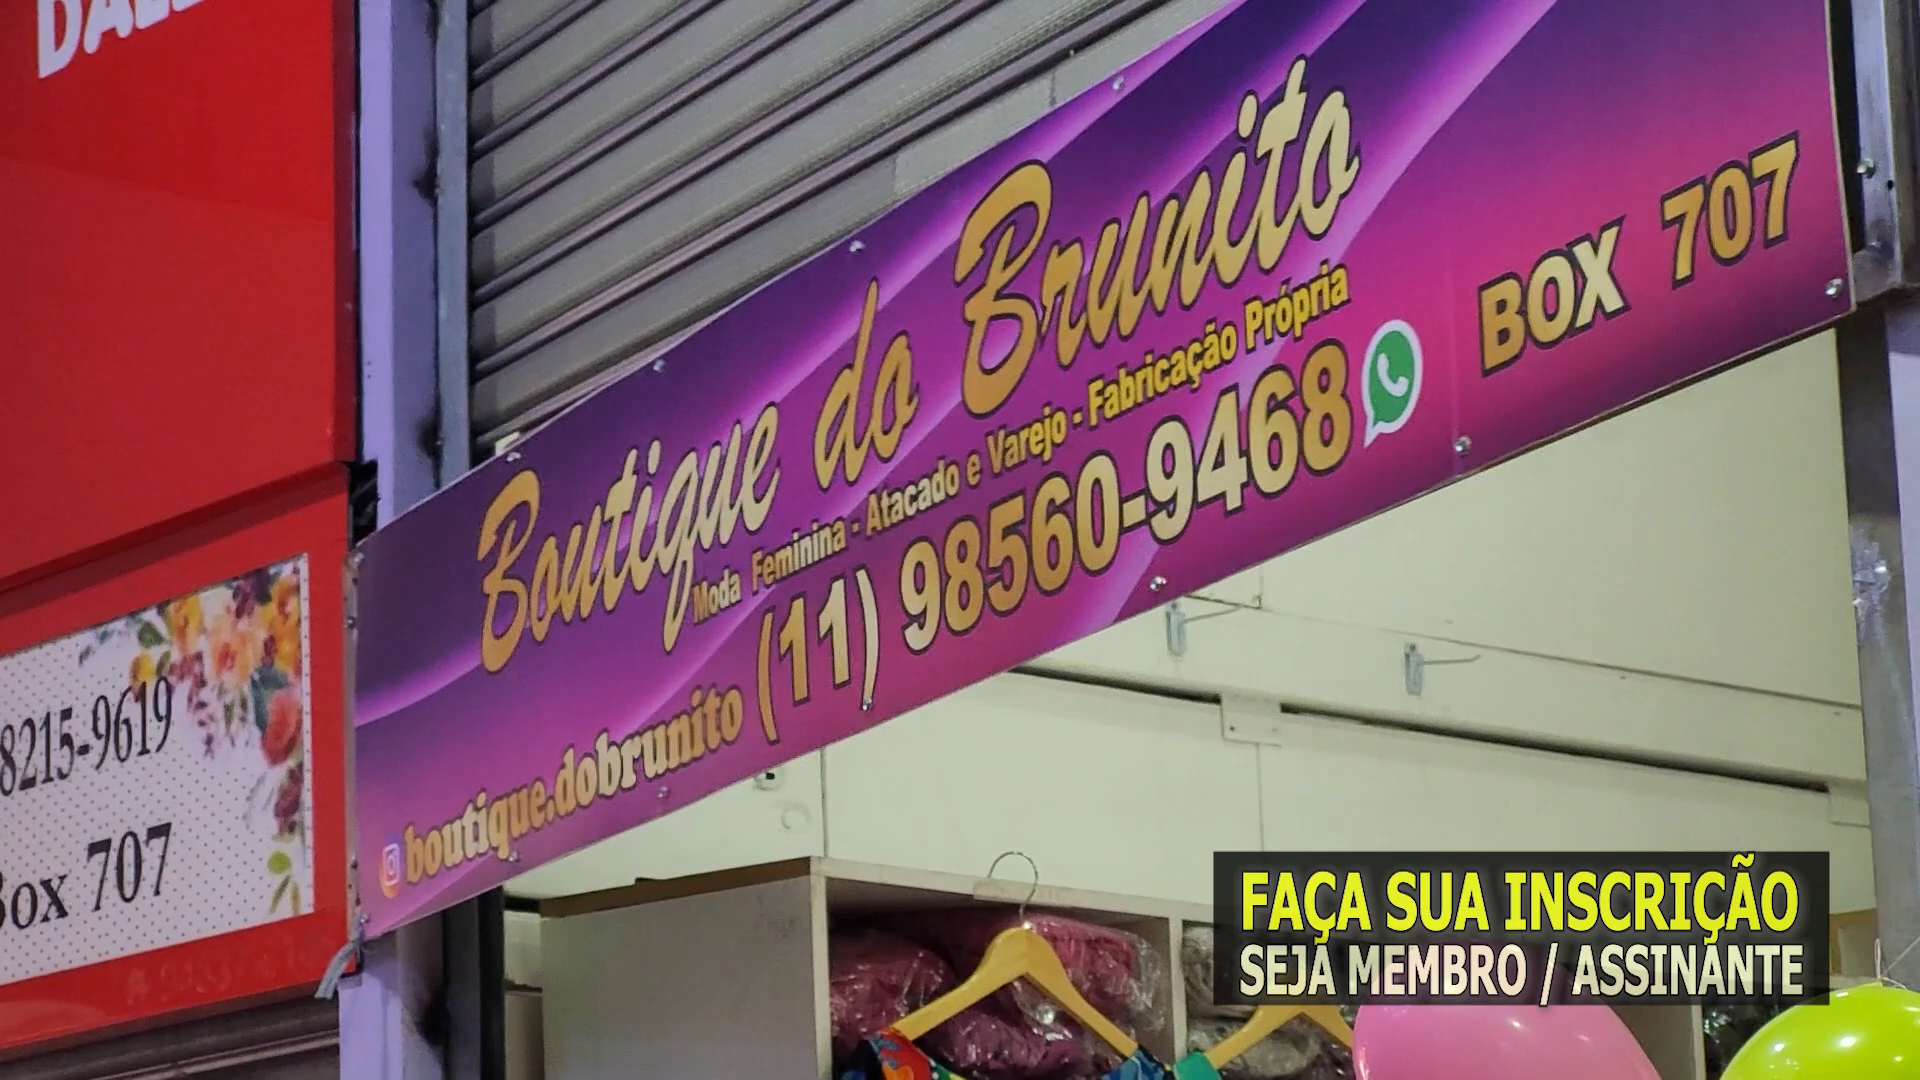 Boutique do Brunito
Moda Feminina - Atacado e Varejo - Fabricação Própria
boutique.dobrunito (11) 98560-9468
BOX 707
8215-9619
Box 707
FAÇA SUA INSCRIÇÃO
SEJA MEMBRO / ASSINANTE